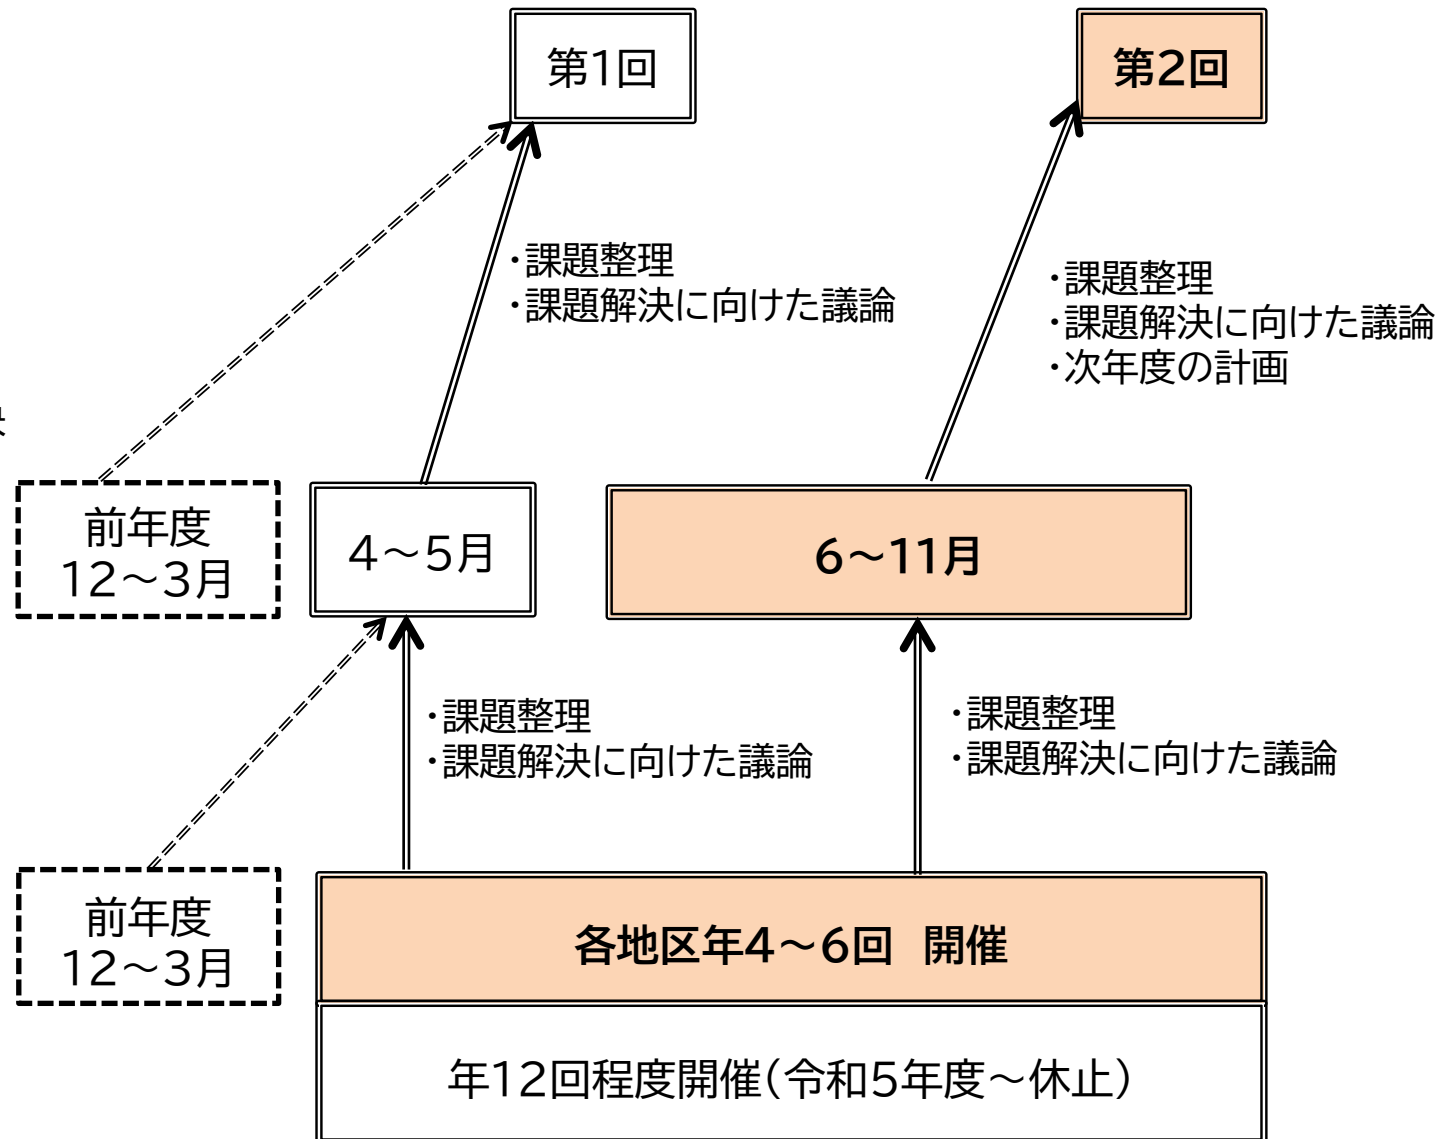 第1回
第2回
・課題整理
・課題解決に向けた議論
・課題整理
・課題解決に向けた議論
・次年度の計画
前年度
12～3月
4～5月
6～11月
・課題整理
・課題解決に向けた議論
・課題整理
・課題解決に向けた議論
前年度
12～3月
各地区年4～6回　開催
年12回程度開催(令和5年度～休止)